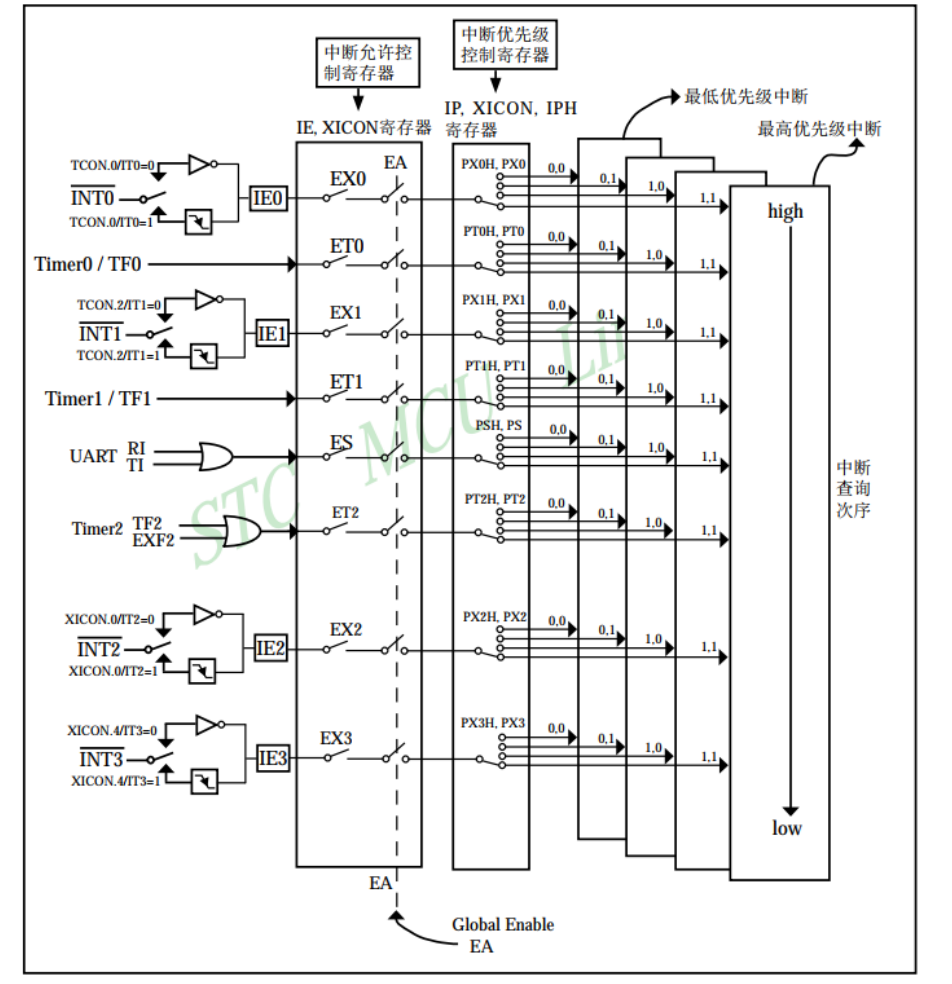 中断允许控
制寄存器
中断优先级
控制寄存器
IE, XICON寄存器
IP, XICON, IPH
寄存器
最低优先级中断
最高优先级中断
EA
TCON.0/IT0=0
INT0
TCON.0/IT0=1
IE0
EX0
PX0H, PX0
0,0
0,1
1,0
1,1
high
Timer0 / TF0
ET0
PT0H, PT0
0,0
0,1
1,0
1,1
TCON.2/IT1=0
INT1
TCON.2/IT1=1
IE1
EX1
PX1H, PX1
0,0
0,1
1,0
1,1
Timer1 / TF1
ET1
PT1H, PT1
0,0
0,1
1,0
1,1
UART
RI
TI
ES
PSH, PS
0,0
0,1
1,0
1,1
Timer2
TF2
EXF2
ET2
PT2H, PT2
0,0
0,1
1,0
1,1
中断
查询
次序
XICON.0/IT2=0
INT2
XICON.0/IT2=1
IE2
EX2
PX2H, PX2
0,0
0,1
1,0
1,1
XICON.4/IT3=0
INT3
XICON.4/IT3=1
IE3
EX3
PX3H, PX3
0,0
0,1
1,0
1,1
low
EA
Global Enable
EA
STC MCU Li